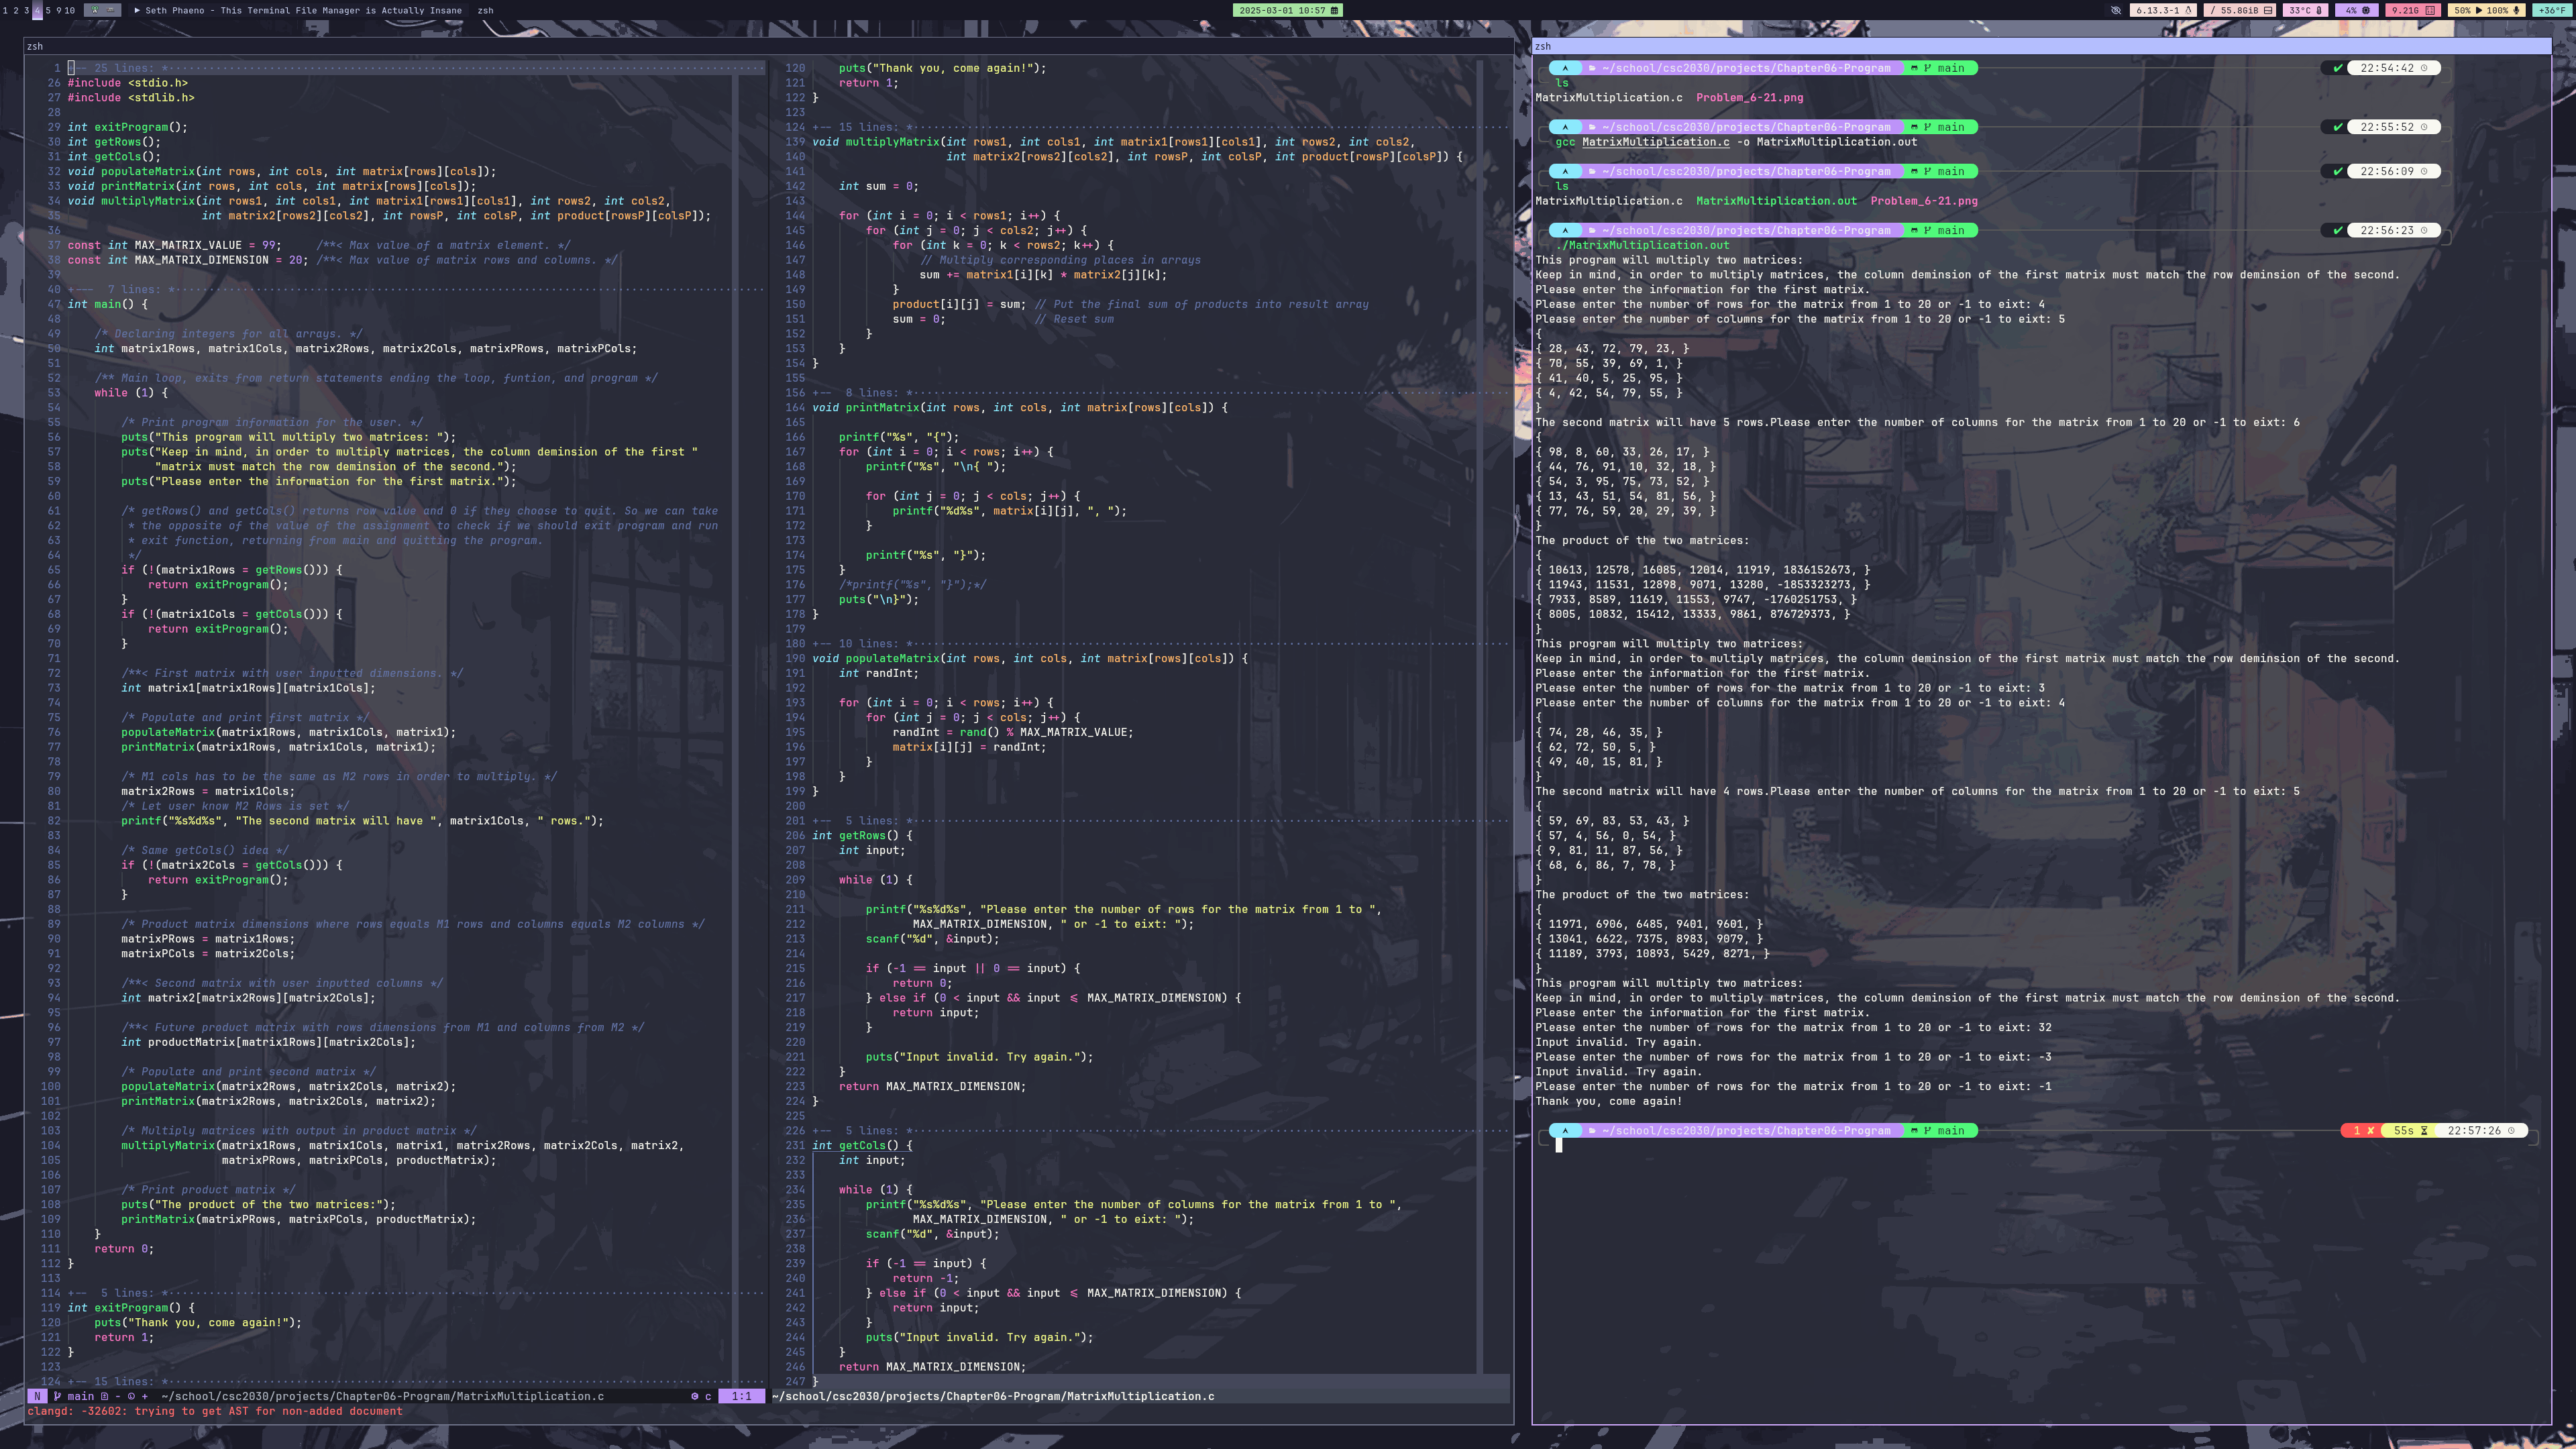 1 2 3 4 5 9 10 ▶ Seth Phaeno - This Terminal File Manager is Actually Insane zsh 2025-03-01 10:57 6.13.3-1 / 55.8GiB 33°C 4% 9.21G 50% 100% +36°F
zsh
1 +-- 25 lines: *
26 #include <stdio.h>
27 #include <stdlib.h>
28
29 int exitProgram();
30 int getRows();
31 int getCols();
32 void populateMatrix(int rows, int cols, int matrix[rows][cols]);
33 void printMatrix(int rows, int cols, int matrix[rows][cols]);
34 void multiplyMatrix(int rows1, int cols1, int matrix1[rows1][cols1], int rows2, int cols2,
35 int matrix2[rows2][cols2], int rowsP, int colsP, int product[rowsP][colsP]);
36
37 const int MAX_MATRIX_VALUE = 99; /**< Max value of a matrix element. */
38 const int MAX_MATRIX_DIMENSION = 20; /**< Max value of matrix rows and columns. */
39
40 +-- 7 lines: *
47 int main() {
48
49 /* Declaring integers for all arrays. */
50 int matrix1Rows, matrix1Cols, matrix2Rows, matrix2Cols, matrixPRows, matrixPCols;
51
52 /** Main loop, exits from return statements ending the loop, funtion, and program */
53 while (1) {
54
55 /* Print program information for the user. */
56 puts("This program will multiply two matrices: ");
57 puts("Keep in mind, in order to multiply matrices, the column deminsion of the first "
58 "matrix must match the row deminsion of the second.");
59 puts("Please enter the information for the first matrix.");
60
61 /* getRows() and getCols() returns row value and 0 if they choose to quit. So we can take
62 * the opposite of the value of the assignment to check if we should exit program and run
63 * exit function, returning from main and quitting the program.
64 */
65 if (!(matrix1Rows = getRows())) {
66 return exitProgram();
67 }
68 if (!(matrix1Cols = getCols())) {
69 return exitProgram();
70 }
71
72 /**< First matrix with user inputted dimensions. */
73 int matrix1[matrix1Rows][matrix1Cols];
74
75 /* Populate and print first matrix */
76 populateMatrix(matrix1Rows, matrix1Cols, matrix1);
77 printMatrix(matrix1Rows, matrix1Cols, matrix1);
78
79 /* M1 cols has to be the same as M2 rows in order to multiply. */
80 matrix2Rows = matrix1Cols;
81 /* Let user know M2 Rows is set */
82 printf("%s%d%s", "The second matrix will have ", matrix1Cols, " rows.");
83
84 /* Same getCols() idea */
85 if (!(matrix2Cols = getCols())) {
86 return exitProgram();
87 }
88
89 /* Product matrix dimensions where rows equals M1 rows and columns equals M2 columns */
90 matrixPRows = matrix1Rows;
91 matrixPCols = matrix2Cols;
92
93 /**< Second matrix with user inputted columns */
94 int matrix2[matrix2Rows][matrix2Cols];
95
96 /**< Future product matrix with rows dimensions from M1 and columns from M2 */
97 int productMatrix[matrix1Rows][matrix2Cols];
98
99 /* Populate and print second matrix */
100 populateMatrix(matrix2Rows, matrix2Cols, matrix2);
101 printMatrix(matrix2Rows, matrix2Cols, matrix2);
102
103 /* Multiply matrices with output in product matrix */
104 multiplyMatrix(matrix1Rows, matrix1Cols, matrix1, matrix2Rows, matrix2Cols, matrix2,
105 matrixPRows, matrixPCols, productMatrix);
106
107 /* Print product matrix */
108 puts("The product of the two matrices:");
109 printMatrix(matrixPRows, matrixPCols, productMatrix);
110 }
111 return 0;
112 }
113
114 +-- 5 lines: *
119 int exitProgram() {
120 puts("Thank you, come again!");
121 return 1;
122 }
123
124 +-- 15 lines: *
N main - + ~/school/csc2030/projects/Chapter06-Program/MatrixMultiplication.c c 1:1
clangd: -32602: trying to get AST for non-added document
120 puts("Thank you, come again!");
121 return 1;
122 }
123
124 +-- 15 lines: *
139 void multiplyMatrix(int rows1, int cols1, int matrix1[rows1][cols1], int rows2, int cols2,
140 int matrix2[rows2][cols2], int rowsP, int colsP, int product[rowsP][colsP]) {
141
142 int sum = 0;
143
144 for (int i = 0; i < rows1; i++) {
145 for (int j = 0; j < cols2; j++) {
146 for (int k = 0; k < rows2; k++) {
147 // Multiply corresponding places in arrays
148 sum += matrix1[i][k] * matrix2[j][k];
149 }
150 product[i][j] = sum; // Put the final sum of products into result array
151 sum = 0; // Reset sum
152 }
153 }
154 }
155
156 +-- 8 lines: *
164 void printMatrix(int rows, int cols, int matrix[rows][cols]) {
165
166 printf("%s", "{");
167 for (int i = 0; i < rows; i++) {
168 printf("%s", "\n{ ");
169
170 for (int j = 0; j < cols; j++) {
171 printf("%d%s", matrix[i][j], ", ");
172 }
173
174 printf("%s", "}");
175 }
176 /*printf("%s", "}");*/
177 puts("\n}");
178 }
179
180 +-- 10 lines: *
190 void populateMatrix(int rows, int cols, int matrix[rows][cols]) {
191 int randInt;
192
193 for (int i = 0; i < rows; i++) {
194 for (int j = 0; j < cols; j++) {
195 randInt = rand() % MAX_MATRIX_VALUE;
196 matrix[i][j] = randInt;
197 }
198 }
199 }
200
201 +-- 5 lines: *
206 int getRows() {
207 int input;
208
209 while (1) {
210
211 printf("%s%d%s", "Please enter the number of rows for the matrix from 1 to ",
212 MAX_MATRIX_DIMENSION, " or -1 to eixt: ");
213 scanf("%d", &input);
214
215 if (-1 == input || 0 == input) {
216 return 0;
217 } else if (0 < input && input <= MAX_MATRIX_DIMENSION) {
218 return input;
219 }
220
221 puts("Input invalid. Try again.");
222 }
223 return MAX_MATRIX_DIMENSION;
224 }
225
226 +-- 5 lines: *
231 int getCols() {
232 int input;
233
234 while (1) {
235 printf("%s%d%s", "Please enter the number of columns for the matrix from 1 to ",
236 MAX_MATRIX_DIMENSION, " or -1 to eixt: ");
237 scanf("%d", &input);
238
239 if (-1 == input) {
240 return -1;
241 } else if (0 < input && input <= MAX_MATRIX_DIMENSION) {
242 return input;
243 }
244 puts("Input invalid. Try again.");
245 }
246 return MAX_MATRIX_DIMENSION;
247 }
~/school/csc2030/projects/Chapter06-Program/MatrixMultiplication.c
zsh
~/school/csc2030/projects/Chapter06-Program main ✔ 22:54:42
ls
MatrixMultiplication.c Problem_6-21.png
~/school/csc2030/projects/Chapter06-Program main ✔ 22:55:52
gcc MatrixMultiplication.c -o MatrixMultiplication.out
~/school/csc2030/projects/Chapter06-Program main ✔ 22:56:09
ls
MatrixMultiplication.c MatrixMultiplication.out Problem_6-21.png
~/school/csc2030/projects/Chapter06-Program main ✔ 22:56:23
./MatrixMultiplication.out
This program will multiply two matrices:
Keep in mind, in order to multiply matrices, the column deminsion of the first matrix must match the row deminsion of the second.
Please enter the information for the first matrix.
Please enter the number of rows for the matrix from 1 to 20 or -1 to eixt: 4
Please enter the number of columns for the matrix from 1 to 20 or -1 to eixt: 5
{
{ 28, 43, 72, 79, 23, }
{ 70, 55, 39, 69, 1, }
{ 41, 40, 5, 25, 95, }
{ 4, 42, 54, 79, 55, }
}
The second matrix will have 5 rows.Please enter the number of columns for the matrix from 1 to 20 or -1 to eixt: 6
{
{ 98, 8, 60, 33, 26, 17, }
{ 44, 76, 91, 10, 32, 18, }
{ 54, 3, 95, 75, 73, 52, }
{ 13, 43, 51, 54, 81, 56, }
{ 77, 76, 59, 20, 29, 39, }
}
The product of the two matrices:
{
{ 10613, 12578, 16085, 12014, 11919, 1836152673, }
{ 11943, 11531, 12898, 9071, 13280, -1853323273, }
{ 7933, 8589, 11619, 11553, 9747, -1760251753, }
{ 8005, 10832, 15412, 13333, 9861, 876729373, }
}
This program will multiply two matrices:
Keep in mind, in order to multiply matrices, the column deminsion of the first matrix must match the row deminsion of the second.
Please enter the information for the first matrix.
Please enter the number of rows for the matrix from 1 to 20 or -1 to eixt: 3
Please enter the number of columns for the matrix from 1 to 20 or -1 to eixt: 4
{
{ 74, 28, 46, 35, }
{ 62, 72, 50, 5, }
{ 49, 40, 15, 81, }
}
The second matrix will have 4 rows.Please enter the number of columns for the matrix from 1 to 20 or -1 to eixt: 5
{
{ 59, 69, 83, 53, 43, }
{ 57, 4, 56, 0, 54, }
{ 9, 81, 11, 87, 56, }
{ 68, 6, 86, 7, 78, }
}
The product of the two matrices:
{
{ 11971, 6906, 6485, 9401, 9601, }
{ 13041, 6622, 7375, 8983, 9079, }
{ 11189, 3793, 10893, 5429, 8271, }
}
This program will multiply two matrices:
Keep in mind, in order to multiply matrices, the column deminsion of the first matrix must match the row deminsion of the second.
Please enter the information for the first matrix.
Please enter the number of rows for the matrix from 1 to 20 or -1 to eixt: 32
Input invalid. Try again.
Please enter the number of rows for the matrix from 1 to 20 or -1 to eixt: -3
Input invalid. Try again.
Please enter the number of rows for the matrix from 1 to 20 or -1 to eixt: -1
Thank you, come again!
~/school/csc2030/projects/Chapter06-Program main 1 ✘ 55s 22:57:26